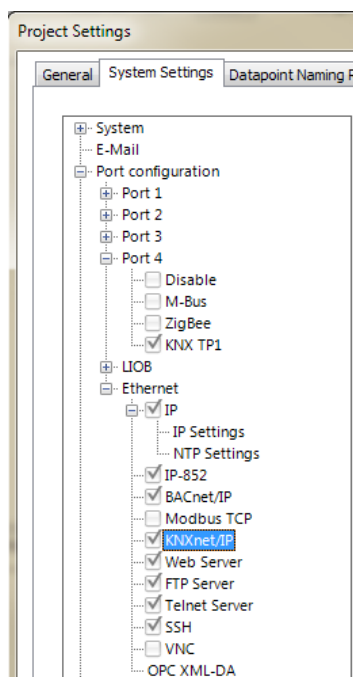 Project Settings
General System Settings Datapoint Naming
System
E-Mail
Port configuration
Port 1
Port 2
Port 3
Port 4
Disable
M-Bus
ZigBee
KNX TP1
LIOB
Ethernet
IP
IP Settings
NTP Settings
IP-852
BACnet/IP
Modbus TCP
KNXnet/IP
Web Server
FTP Server
Telnet Server
SSH
VNC
OPC XML-DA